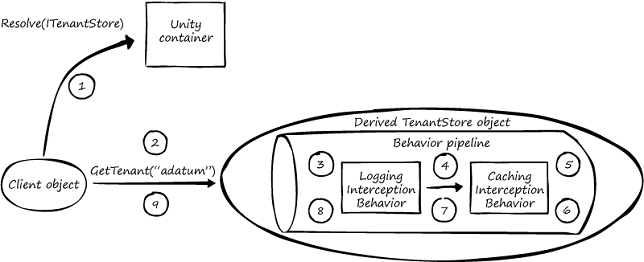 Resolve(ITenantStore)
Unity
container
1
2
GetTenant("adatum")
9
Client object
Derived TenantStore object
Behavior pipeline
3
4
5
Logging
Interception
Behavior
Caching
Interception
Behavior
8
7
6